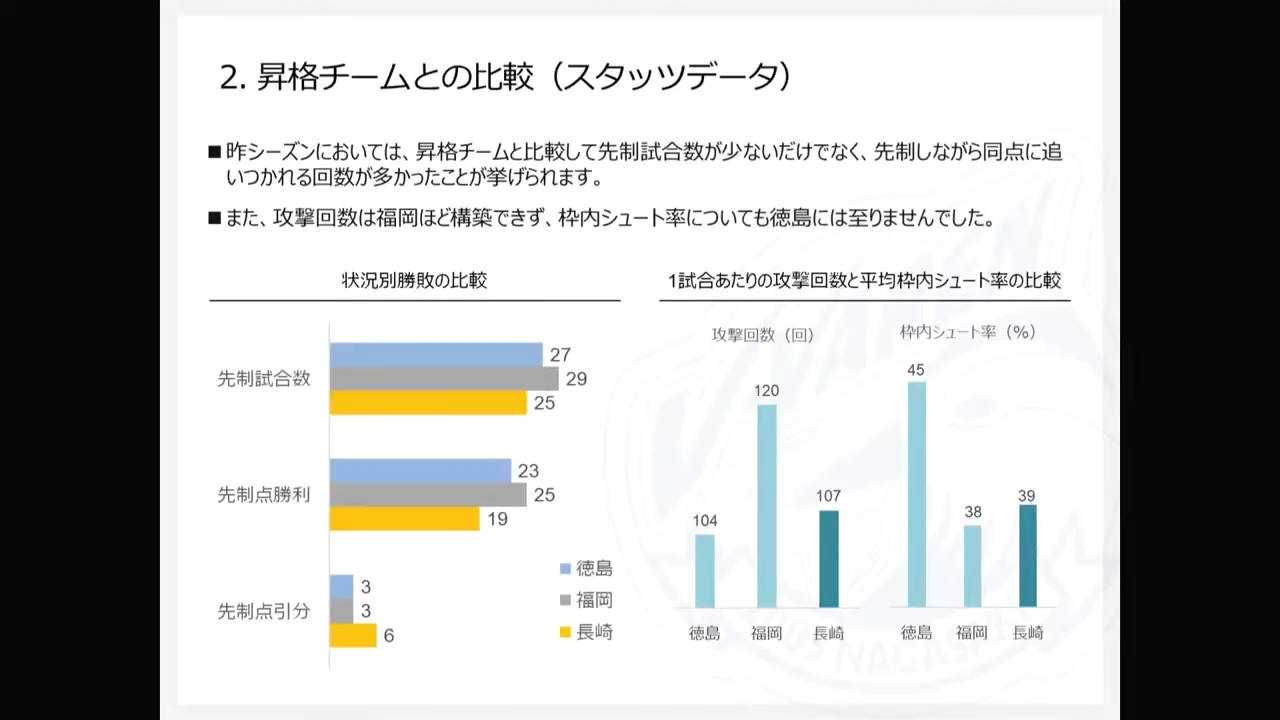 2. 昇格チームとの比較（スタッツデータ）
■ 昨シーズンにおいては、昇格チームと比較して先制試合数が少ないだけでなく、先制しながら同点に追
いつかれる回数が多かったことが挙げられます。
■ また、攻撃回数は福岡ほど構築できず、枠内シュート率についても徳島には至りませんでした。
状況別勝敗の比較
先制試合数
27
29
25
先制点勝利
23
25
19
先制点引分
3
3
6
徳島
福岡
長崎
1試合あたりの攻撃回数と平均枠内シュート率の比較
攻撃回数（回）
104
120
107
徳島 福岡 長崎
枠内シュート率（%）
45
38
39
徳島 福岡 長崎